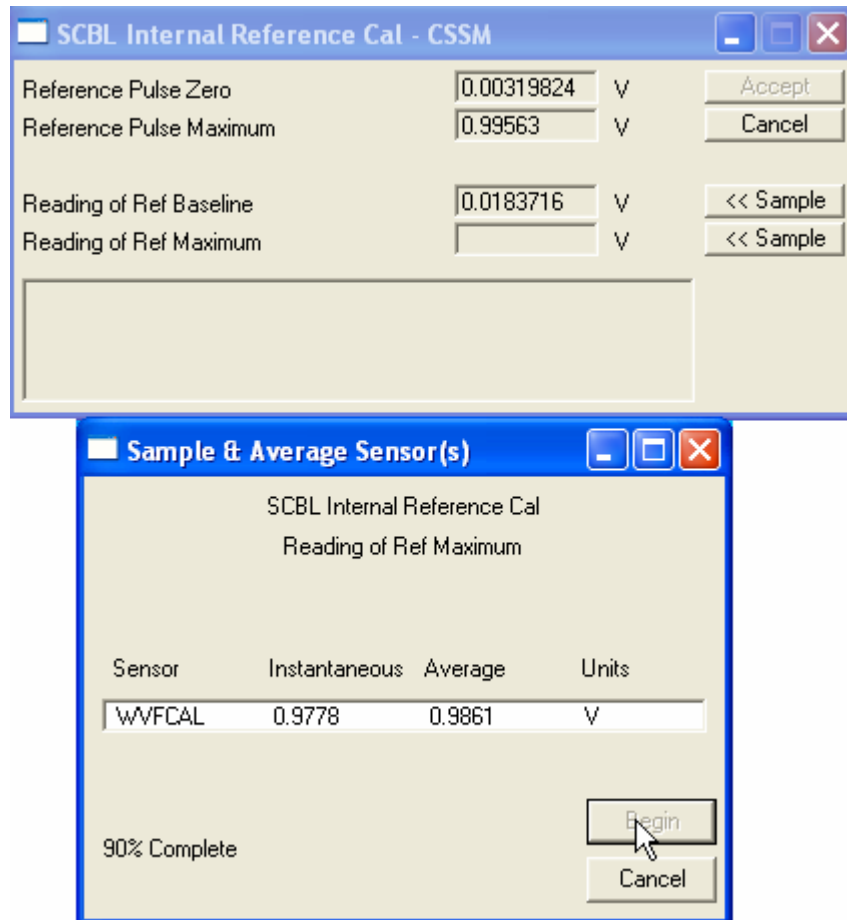 SCBL Internal Reference Cal - CSSM
Reference Pulse Zero 0.00319824 V Accept
Reference Pulse Maximum 0.99563 V Cancel
Reading of Ref Baseline 0.0183716 V << Sample
Reading of Ref Maximum V << Sample
Sample & Average Sensor(s)
SCBL Internal Reference Cal
Reading of Ref Maximum
Sensor Instantaneous Average Units
WVFCAL 0.9778 0.9861 V
Begin
90% Complete
Cancel